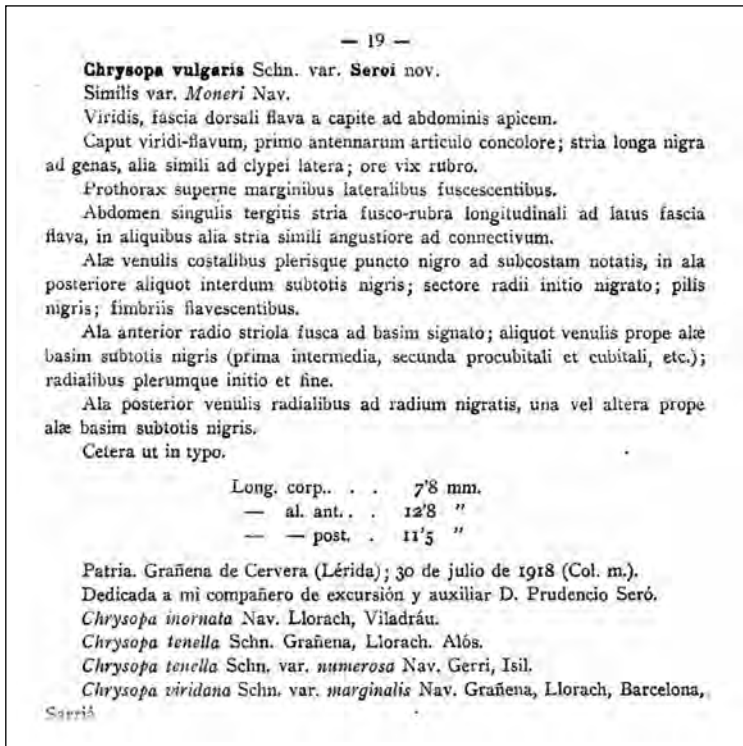 — 19 —
Chrysopa vulgaris Schn. var. Seroi nov.
Similis var. Moneri Nav.
Viridis, fascia dorsali flava a capite ad abdominis apicem.
Caput viridi-flavum, primo antennarum articulo concolore; stria longa nigra
ad genas, alia simili ad clypei latera; ore vix rubro.
Prothorax superne marginibus lateralibus fuscescentibus.
Abdomen singulis tergitis stria fusco-rubra longitudinali ad latus fascia
flava, in aliquibus alia stria simili angustiore ad connectivum.
Alæ venulis costalibus plerisque puncto nigro ad subcostam notatis, in ala
posteriore aliquot interdum subtotis nigris; sectore radii initio nigrato; pilis
nigris; fimbriis flavescentibus.
Ala anterior radio striola fusca ad basim signato; aliquot venulis prope alæ
basim subtotis nigris (prima intermedia, secunda procubitali et cubitali, etc.);
radialibus plerumque initio et fine.
Ala posterior venulis radialibus ad radium nigratis, una vel altera prope
alæ basim subtotis nigris.
Cetera ut in typo.
Long. corp.. . . 7'8 mm.
— al. ant. . . 12'8 "
— — post. . 11'5 "
Patria. Grañena de Cervera (Lérida); 30 de julio de 1918 (Col. m.).
Dedicada a mi compañero de excursión y auxiliar D. Prudencio Seró.
Chrysopa inornata Nav. Llorach, Viladráu.
Chrysopa tenella Schn. Grañena, Llorach. Alós.
Chrysopa tenella Schn. var. numerosa Nav. Gerri, Isil.
Chrysopa viridana Schn. var. marginalis Nav. Grañena, Llorach, Barcelona,
Sarriá